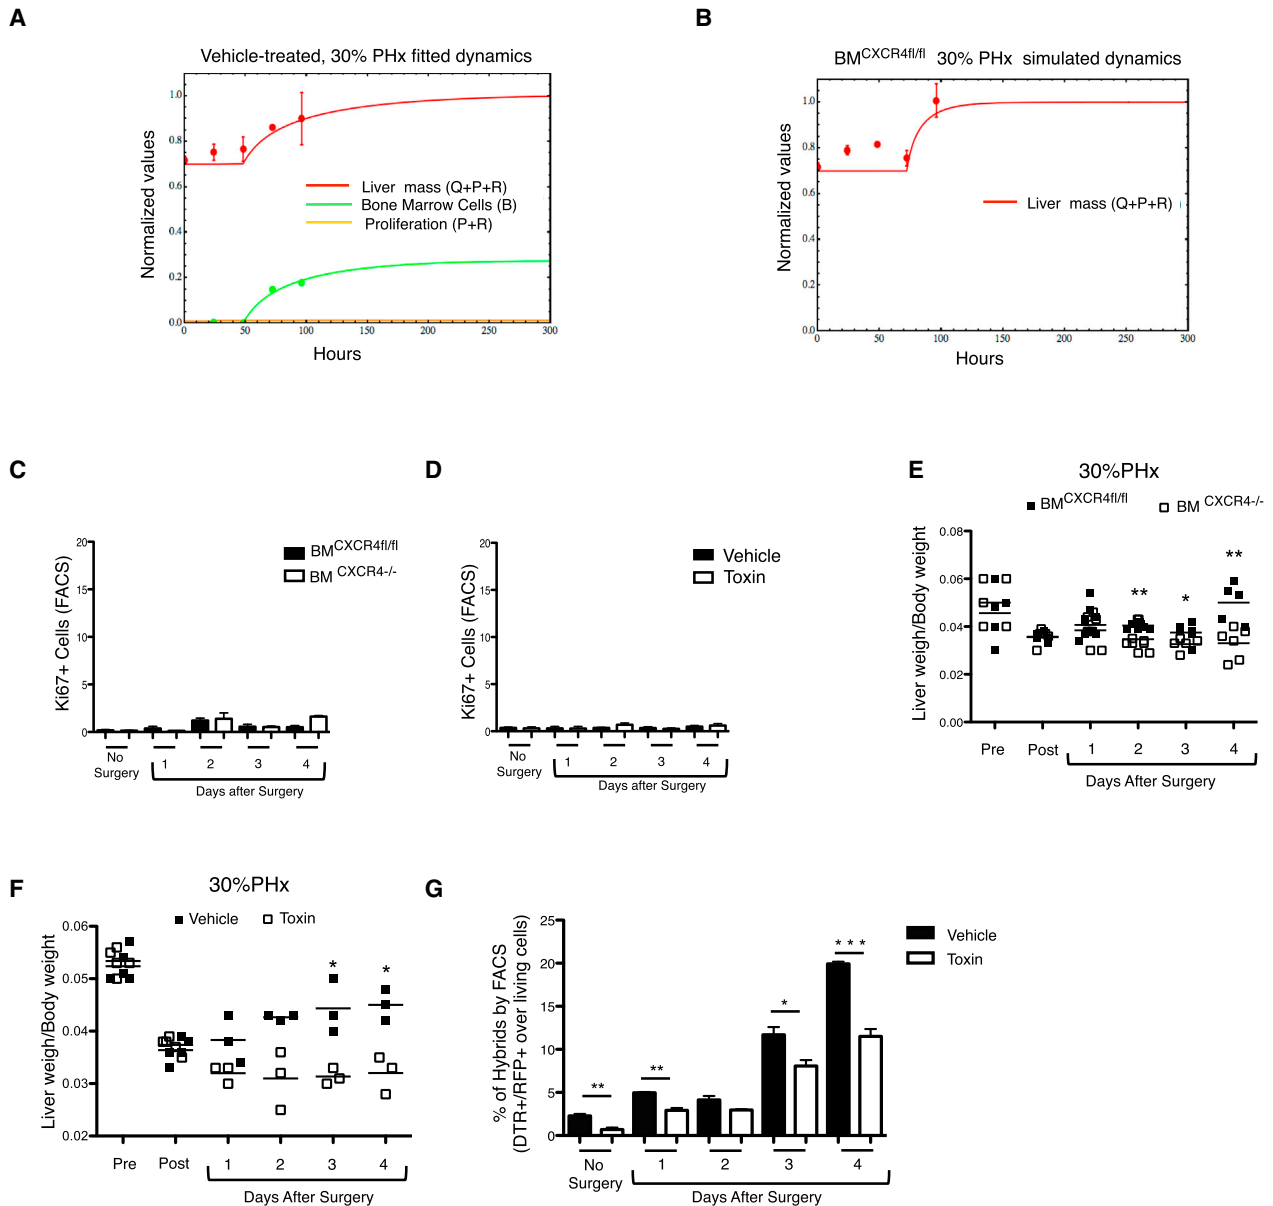 A
Vehicle-treated, 30% PHx fitted dynamics
Normalized values
1.0
0.8
0.6
0.4
0.2
0.0
Liver mass (Q+P+R)
Bone Marrow Cells (B)
Proliferation (P+R)
0 50 100 150 200 250 300
Hours
B
BM^CXCR4fl/fl 30% PHx simulated dynamics
Normalized values
1.0
0.8
0.6
0.4
0.2
0.0
Liver mass (Q+P+R)
0 50 100 150 200 250 300
Hours
C
Ki67+ Cells (FACS)
20
15
10
5
0
BM^CXCR4fl/fl
BM CXCR4-/-
No Surgery
1 2 3 4
Days after Surgery
D
Ki67+ Cells (FACS)
20
15
10
5
0
Vehicle
Toxin
No Surgery
1 2 3 4
Days after Surgery
E
30%PHx
BM^CXCR4fl/fl BM CXCR4-/-
Liver weigh/Body weight
0.08
0.06
0.04
0.02
0.00
** * **
Pre Post 1 2 3 4
Days After Surgery
F
30%PHx
Vehicle Toxin
Liver weigh/Body weight
0.06
0.05
0.04
0.03
0.02
* *
Pre Post 1 2 3 4
Days After Surgery
G
% of Hybrids by FACS
(DTR+/RFP+ over living cells)
25
20
15
10
5
0
** ** * ***
Vehicle
Toxin
No Surgery
1 2 3 4
Days After Surgery